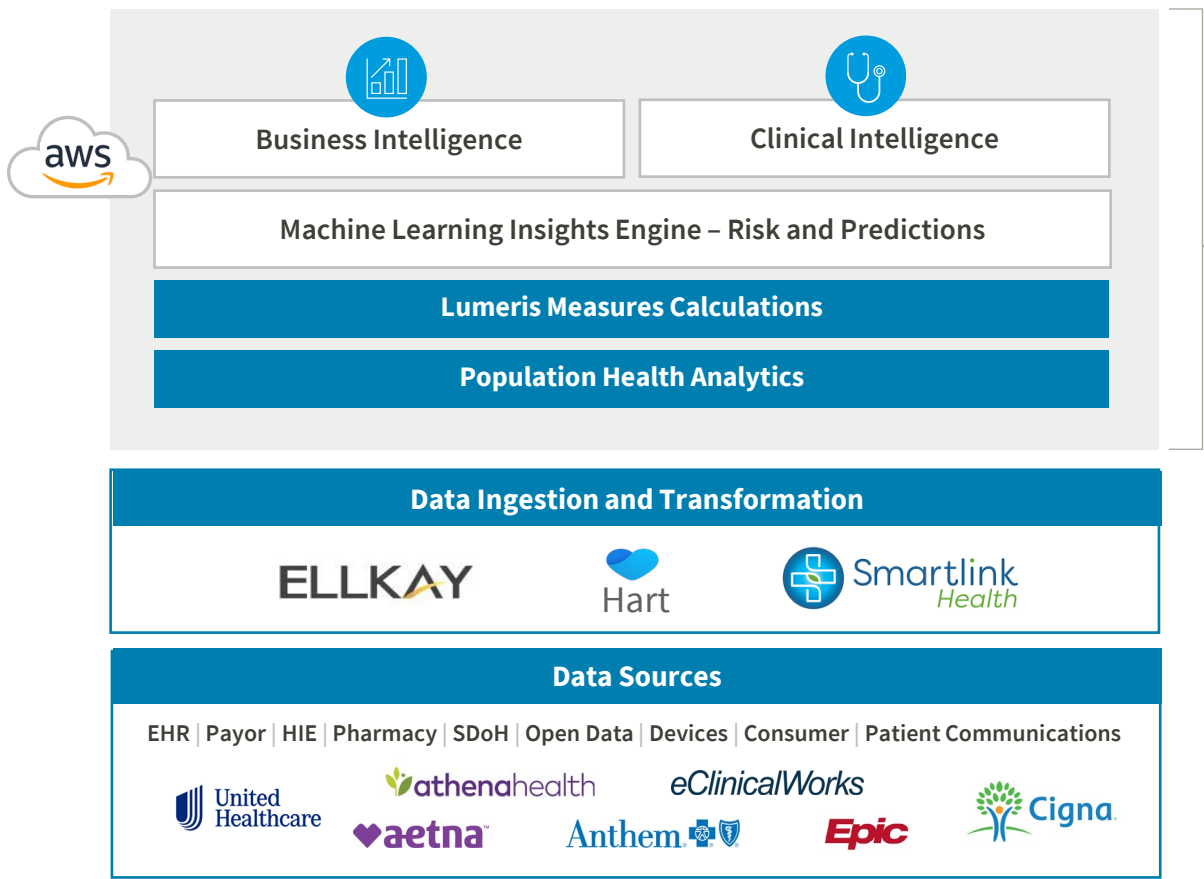 Business Intelligence
Clinical Intelligence
aws
Machine Learning Insights Engine – Risk and Predictions
Lumeris Measures Calculations
Population Health Analytics
Data Ingestion and Transformation
ELLKAY
Hart
Smartlink
Health
Data Sources
EHR | Payor | HIE | Pharmacy | SDoH | Open Data | Devices | Consumer | Patient Communications
United
Healthcare
athenahealth
eClinicalWorks
aetna™
Anthem
Epic
Cigna